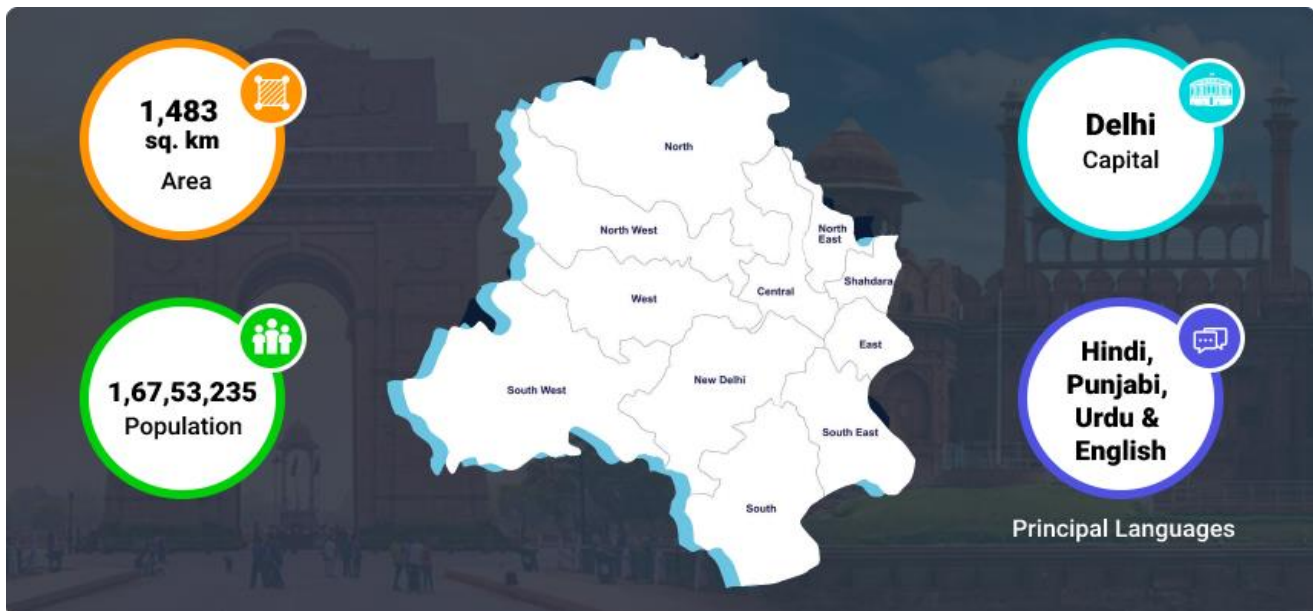 1,483
sq. km
Area
1,67,53,235
Population
North
North West
North
East
Shahdara
West
Central
East
South West
New Delhi
South East
South
Delhi
Capital
Hindi,
Punjabi,
Urdu &
English
Principal Languages